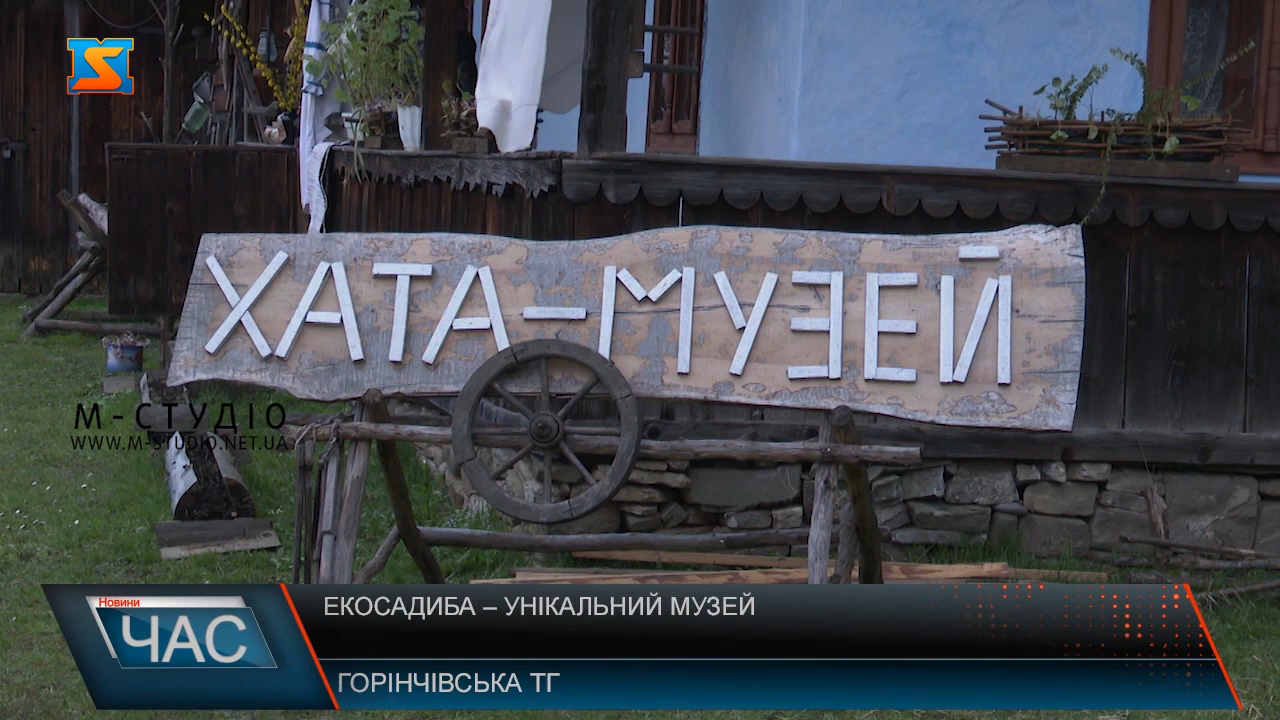 ХАТА-МУЗЕЙ
М-СТУДІО
WWW.M-STUDIO.NET.UA
Новини
ЧАС
ЕКОСАДИБА – УНІКАЛЬНИЙ МУЗЕЙ
ГОРІНЧІВСЬКА ТГ